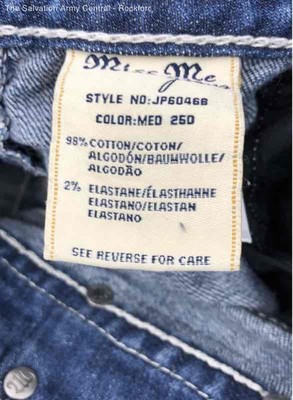 The Salvation Army Central - Rockford
Miss Me
STYLE NO:JP6046B
COLOR:MED 250
98% COTTON/COTON/
ALGODÓN/BAUMWOLLE/
ALGODÃO
2% ELASTANE/ÉLASTHANNE
ELASTANO/ELASTAN
ELASTANO
SEE REVERSE FOR CARE